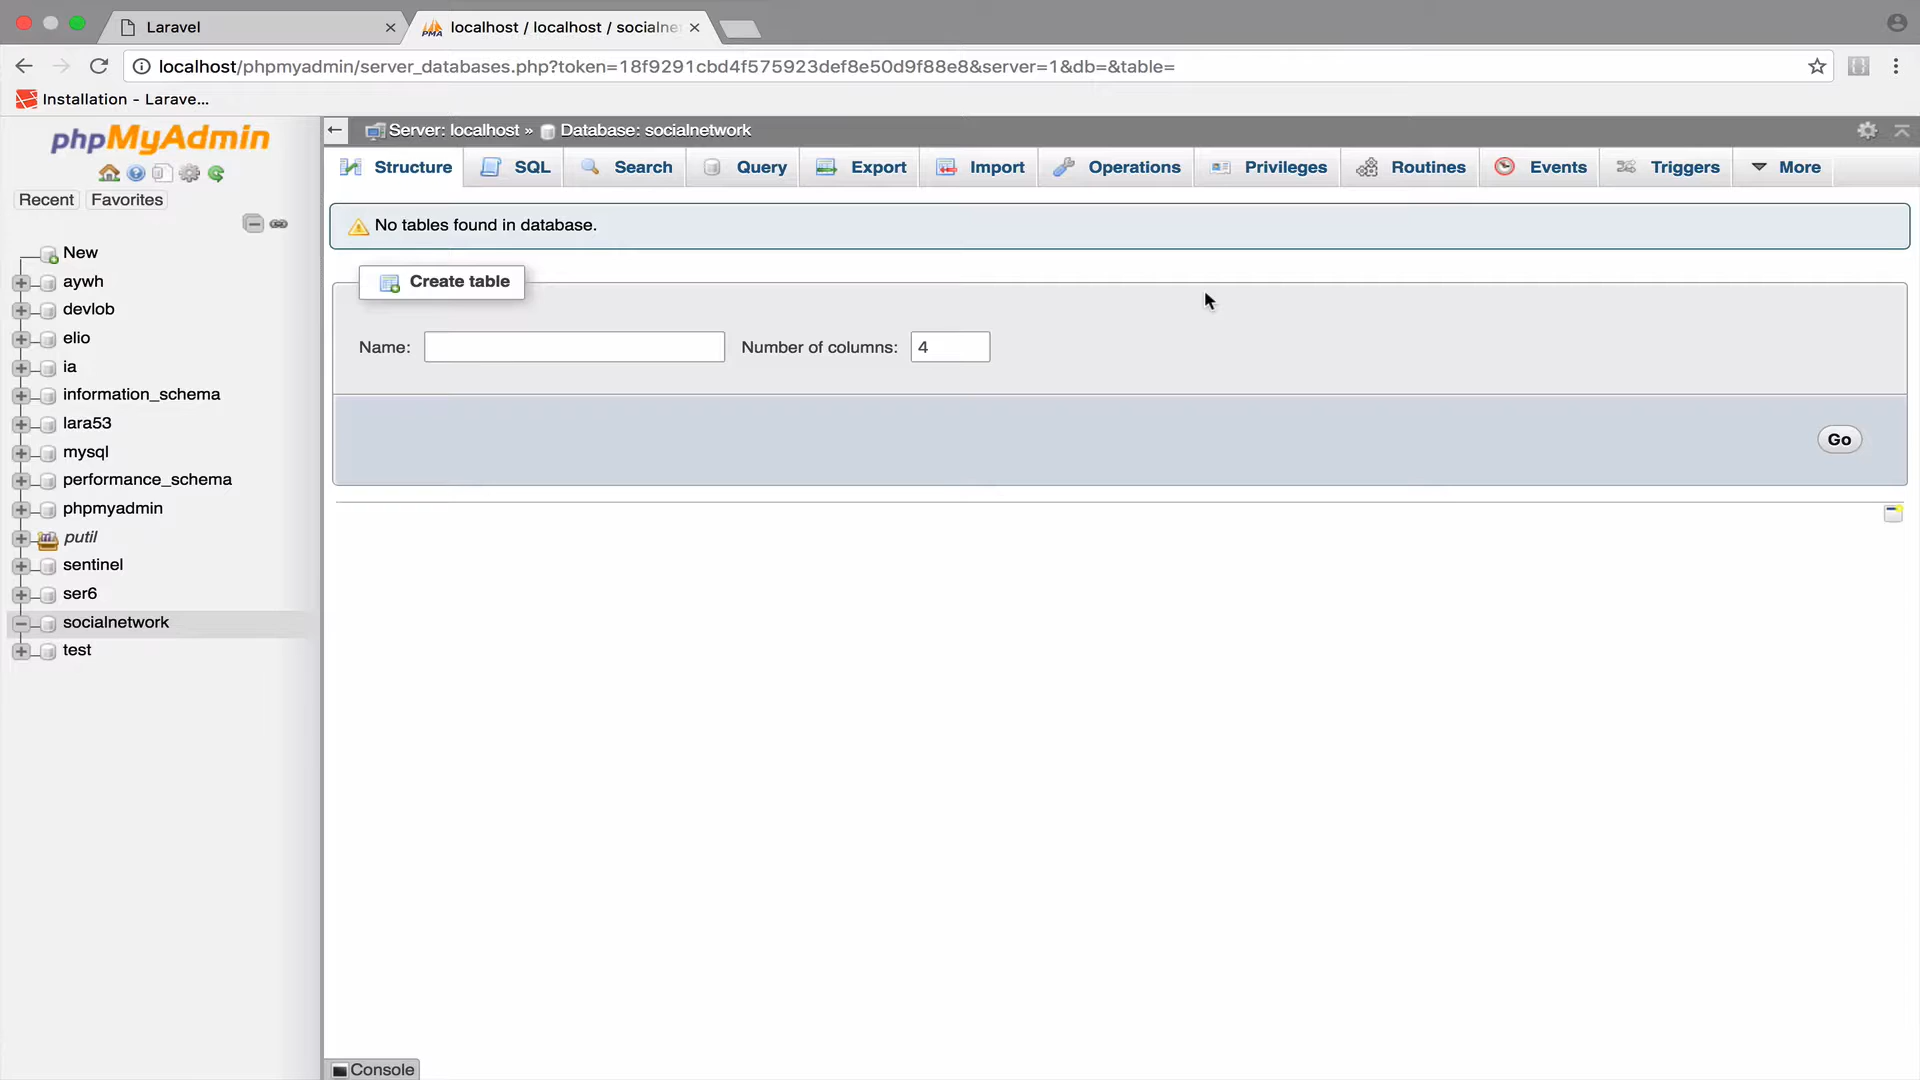 Laravel
localhost / localhost / socialne
localhost/phpmyadmin/server_databases.php?token=18f9291cbd4f575923def8e50d9f88e8&server=1&db=&table=
Installation - Larave...
phpMyAdmin
Recent Favorites
New
aywh
devlob
elio
ia
information_schema
lara53
mysql
performance_schema
phpmyadmin
putil
sentinel
ser6
socialnetwork
test
Server: localhost » Database: socialnetwork
Structure SQL Search Query Export Import Operations Privileges Routines Events Triggers More
No tables found in database.
Create table
Name: Number of columns: 4
Go
Console